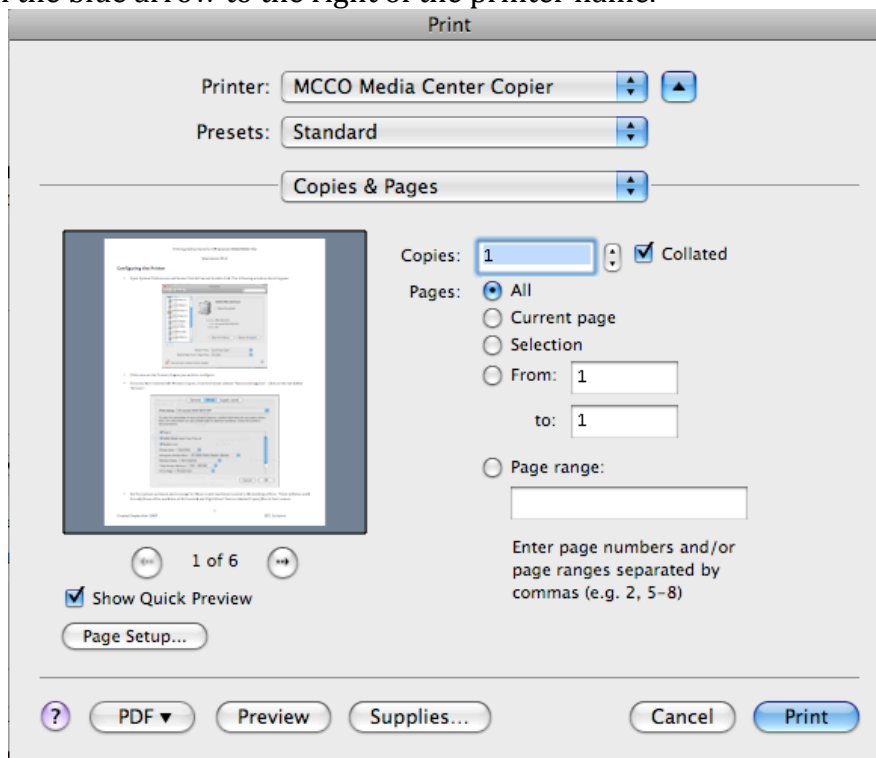 the blue arrow to the right of the printer name.
Print
Printer: MCCO Media Center Copier
Presets: Standard
Copies & Pages
Copies: 1 Collated
Pages: All
Current page
Selection
From: 1
to: 1
Page range:
Enter page numbers and/or
page ranges separated by
commas (e.g. 2, 5-8)
Configuring the Printer
1 of 6
Show Quick Preview
Page Setup...
? PDF Preview Supplies... Cancel Print